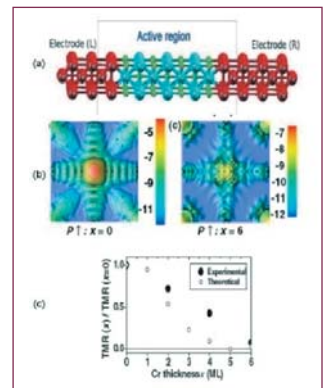 Electrode (L)
Active region
Electrode (R)
(a)
(c)
-5
-7
-8
-7
-9
-9
-10
-11
-11
-12
(b)
P↑: x = 0
P↑: x = 6
TMR (x) / TMR (x=0)
1.0
0.5
0.0
Experimental
Theoretical
(c)
0 1 2 3 4 5 6
Cr thickness x (ML)